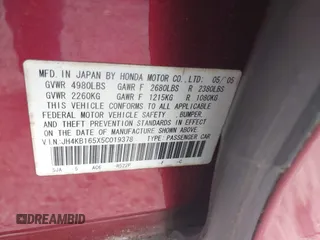 MFD. IN JAPAN BY HONDA MOTOR CO.,LTD. 05/05
GVWR 4980LBS GAWR F 2680LBS R 2380LBS
GVWR 2260KG GAWR F 1215KG R 1080KG
THIS VEHICLE CONFORMS TO ALL APPLICABLE
FEDERAL MOTOR VEHICLE SAFETY, BUMPER,
AND THEFT PREVENTION STANDARDS IN EFFECT
ON THE DATE OF MANUFACTURE SHOWN ABOVE.
V.I.N. JH4KB165X5C019378 TYPE: PASSENGER CAR
SJA
DREAMBID